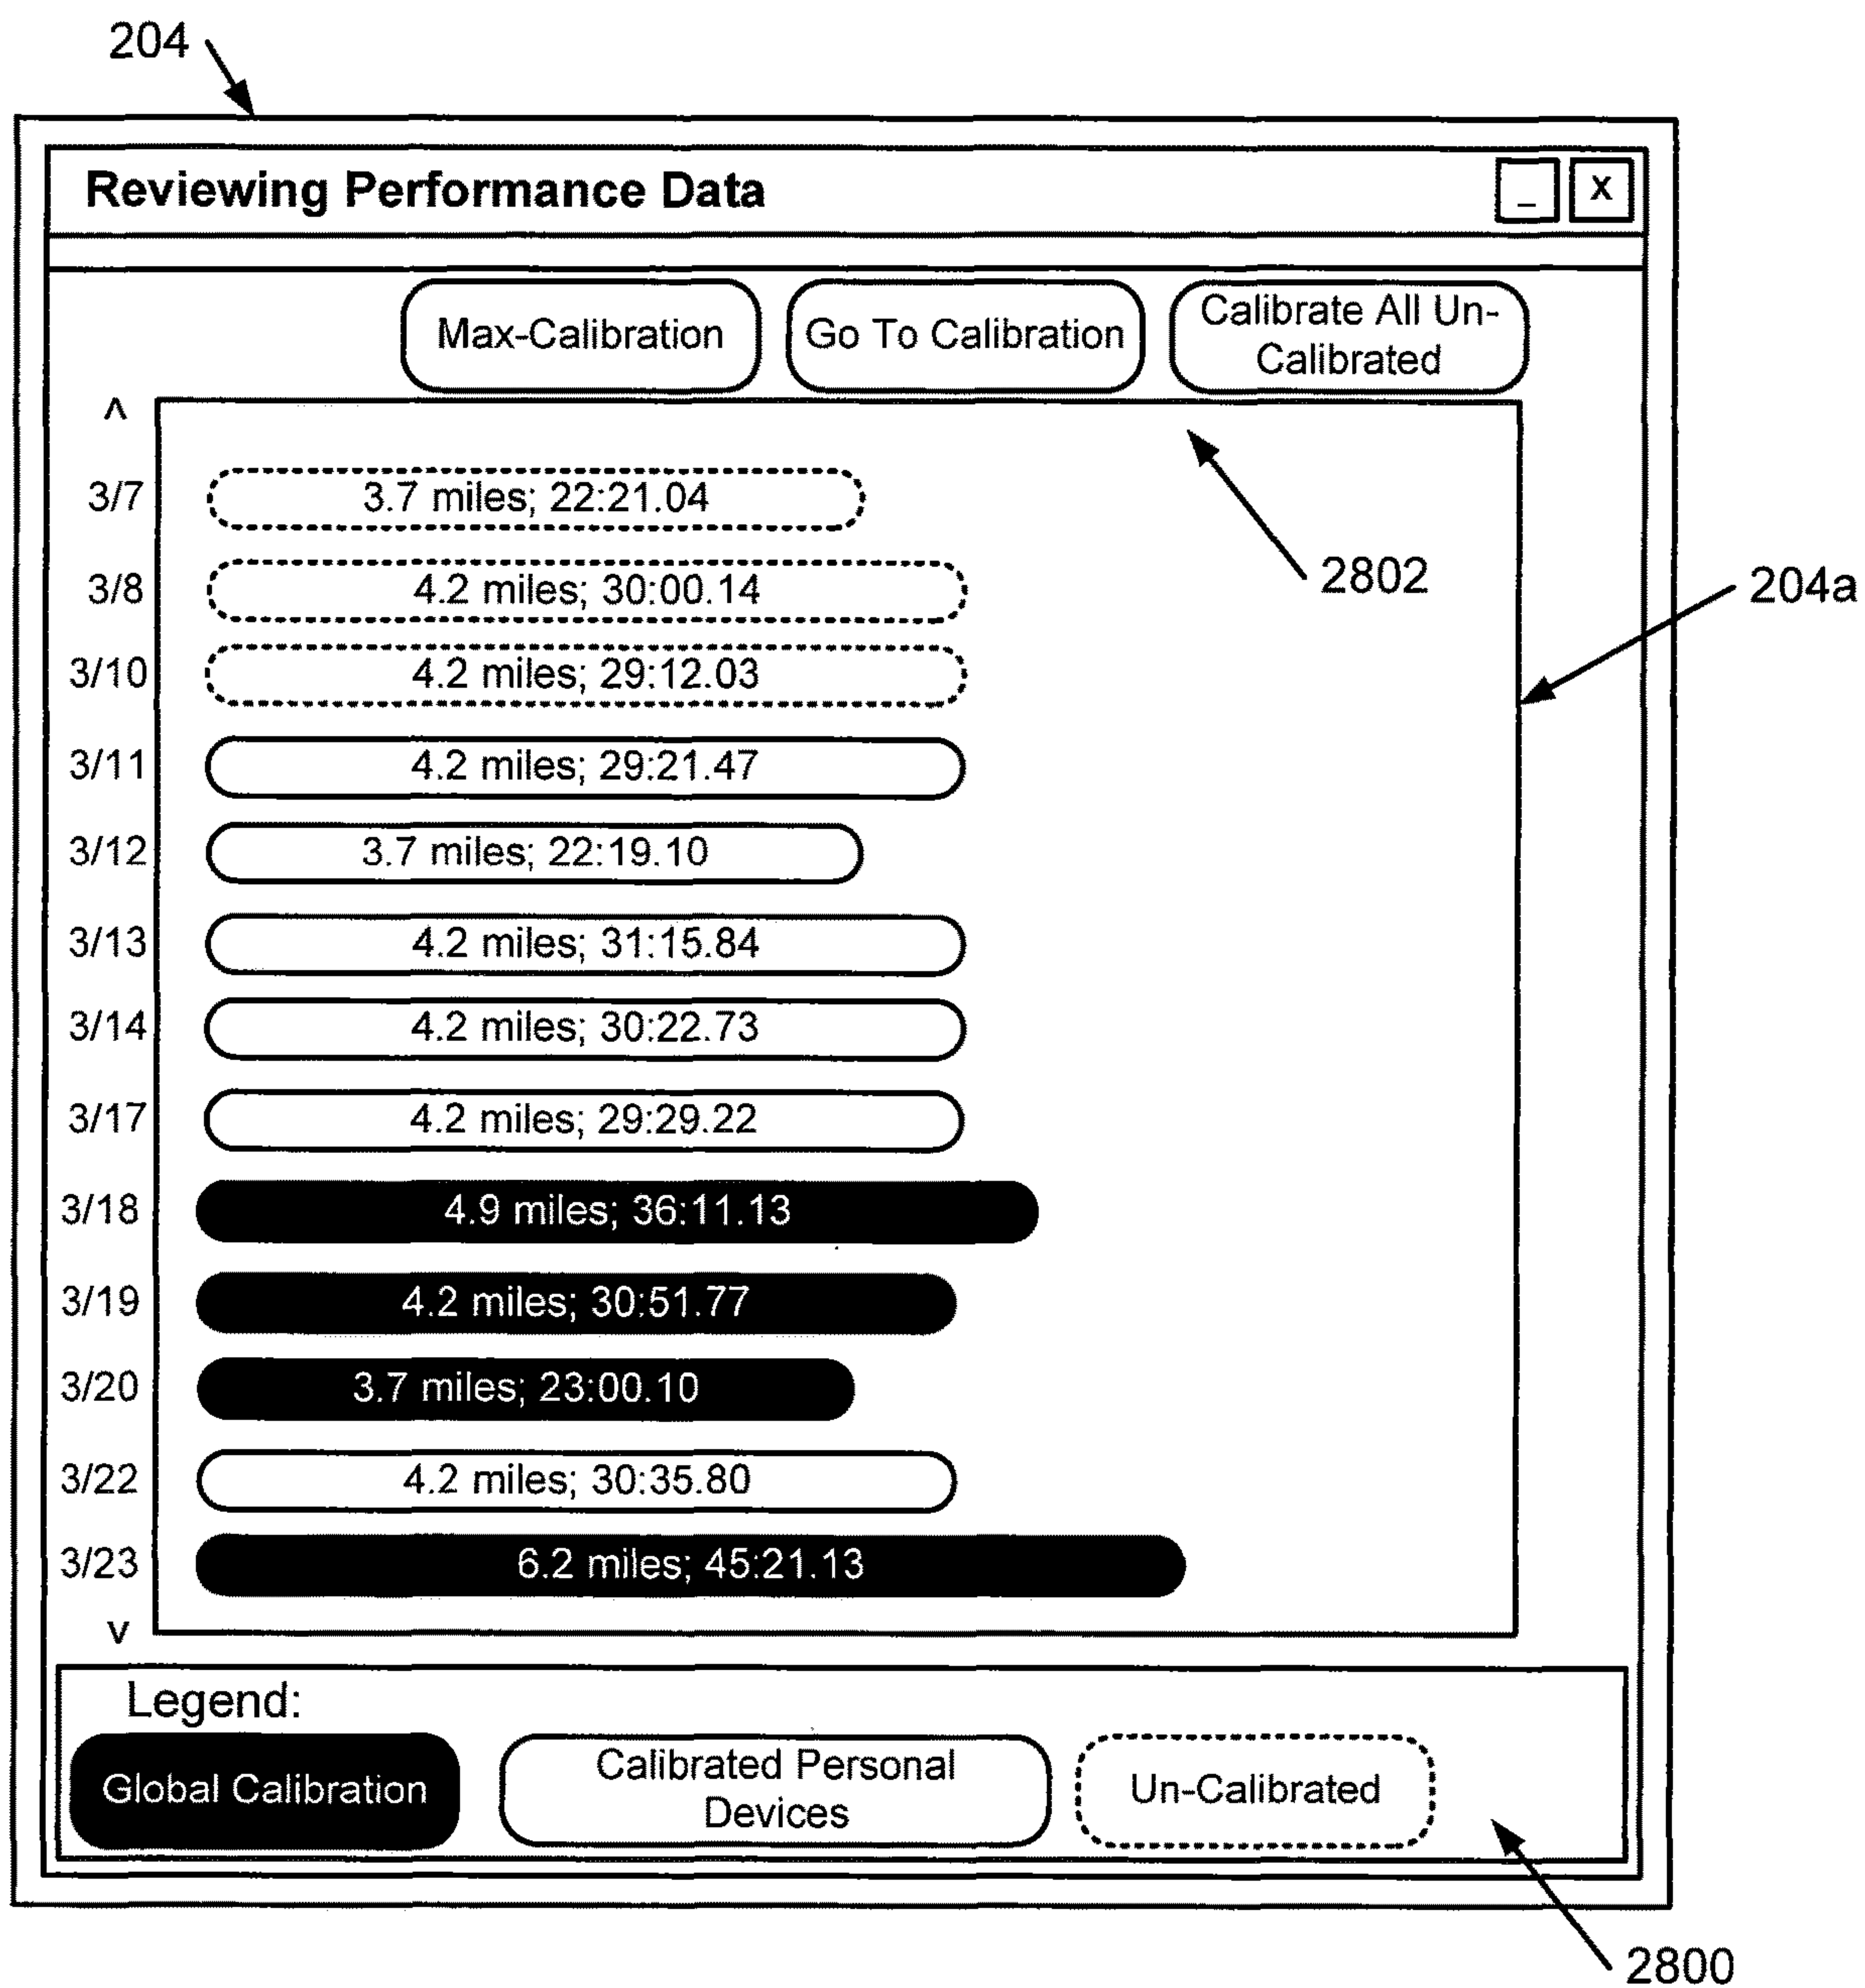 204
Reviewing Performance Data
_ X
Max-Calibration
Go To Calibration
Calibrate All Un-
Calibrated
^
3/7 3.7 miles; 22:21.04
2802
204a
3/8 4.2 miles; 30:00.14
3/10 4.2 miles; 29:12.03
3/11 4.2 miles; 29:21.47
3/12 3.7 miles; 22:19.10
3/13 4.2 miles; 31:15.84
3/14 4.2 miles; 30:22.73
3/17 4.2 miles; 29:29.22
3/18 4.9 miles; 36:11.13
3/19 4.2 miles; 30:51.77
3/20 3.7 miles; 23:00.10
3/22 4.2 miles; 30:35.80
3/23 6.2 miles; 45:21.13
v
Legend:
Global Calibration
Calibrated Personal
Devices
Un-Calibrated
2800